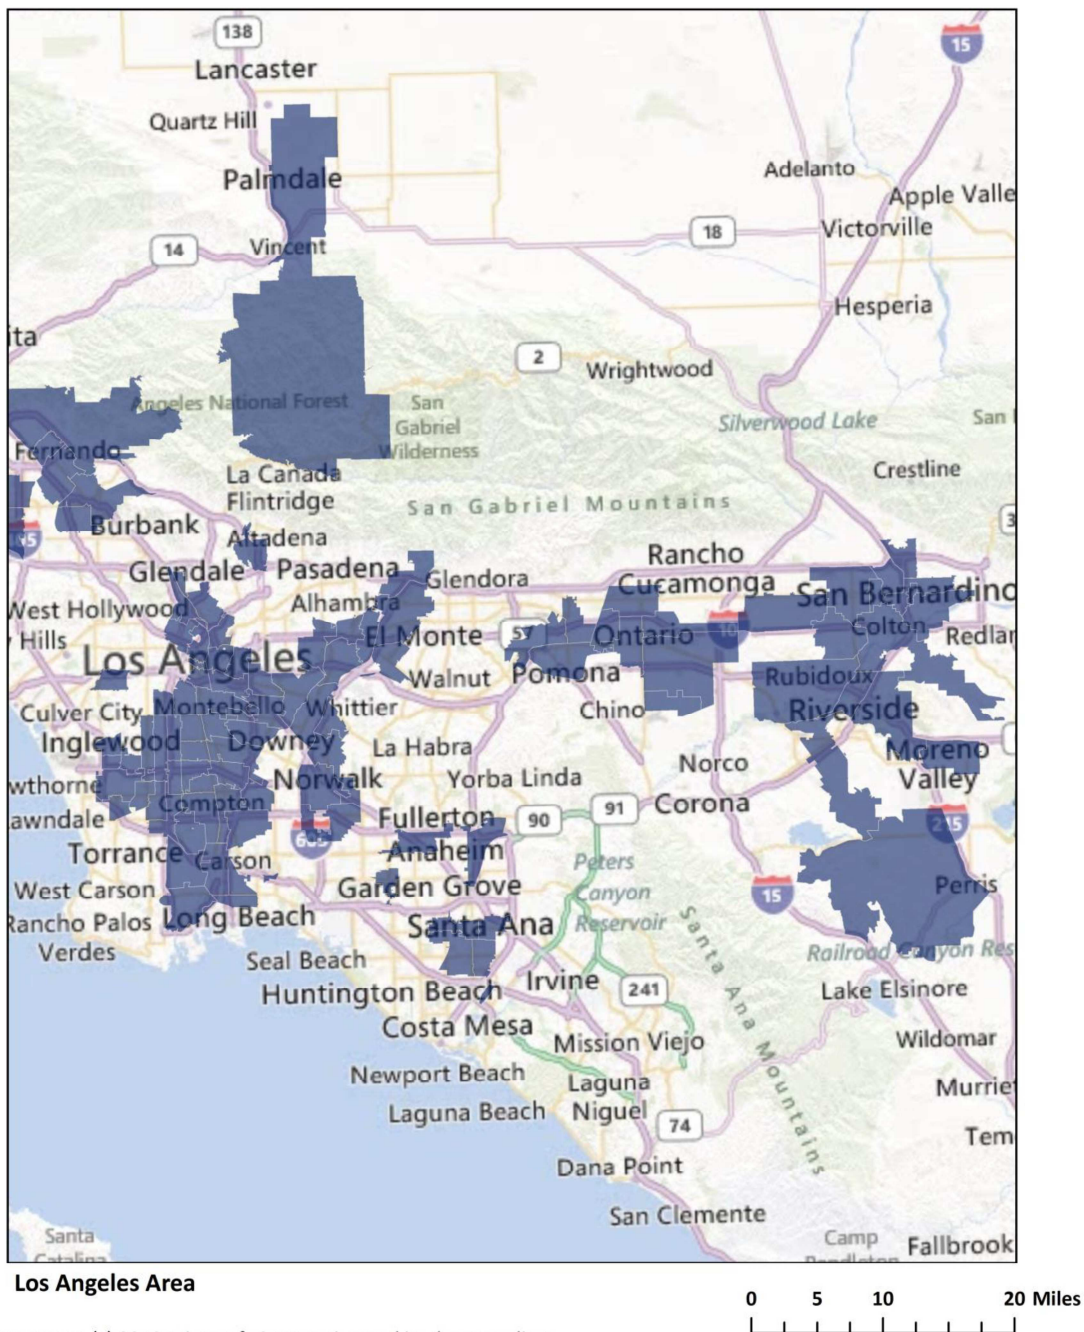 138
15
Lancaster
Quartz Hill
Adelanto
Palmdale
Apple Valle
18
Victorville
14
Vincent
Hesperia
ita
2
Wrightwood
Angeles National Forest
San
Gabriel
Wilderness
Silverwood Lake
San
Fernando
Crestline
La Canada
Flintridge
San Gabriel Mountains
Burbank
Altadena
Rancho
Cucamonga
Glendale
Pasadena
Glendora
San Bernardino
West Hollywood
Alhambra
Hills
El Monte
57
Ontario
Colton
Redlar
Los Angeles
Walnut
Pomona
Rubidoux
Culver City
Montebello
Whittier
Chino
Riverside
Inglewood
Downey
La Habra
Moreno
Valley
Norco
wthorne
Norwalk
Yorba Linda
Compton
Corona
awndale
Fullerton
90
91
215
605
Torrance
Carson
Anaheim
Peters
Canyon
Reservoir
West Carson
Garden Grove
15
Perris
Rancho Palos
Verdes
Long Beach
Santa Ana
Railroad Canyon Res
Seal Beach
Huntington Beach
Irvine
241
Santa Ana Mountains
Lake Elsinore
Costa Mesa
Mission Viejo
Wildomar
Newport Beach
Laguna
Niguel
Murriet
Laguna Beach
74
Tem
Dana Point
San Clemente
Santa
Catalina
Camp
Pendleton
Fallbrook
Los Angeles Area
0 5 10 20 Miles